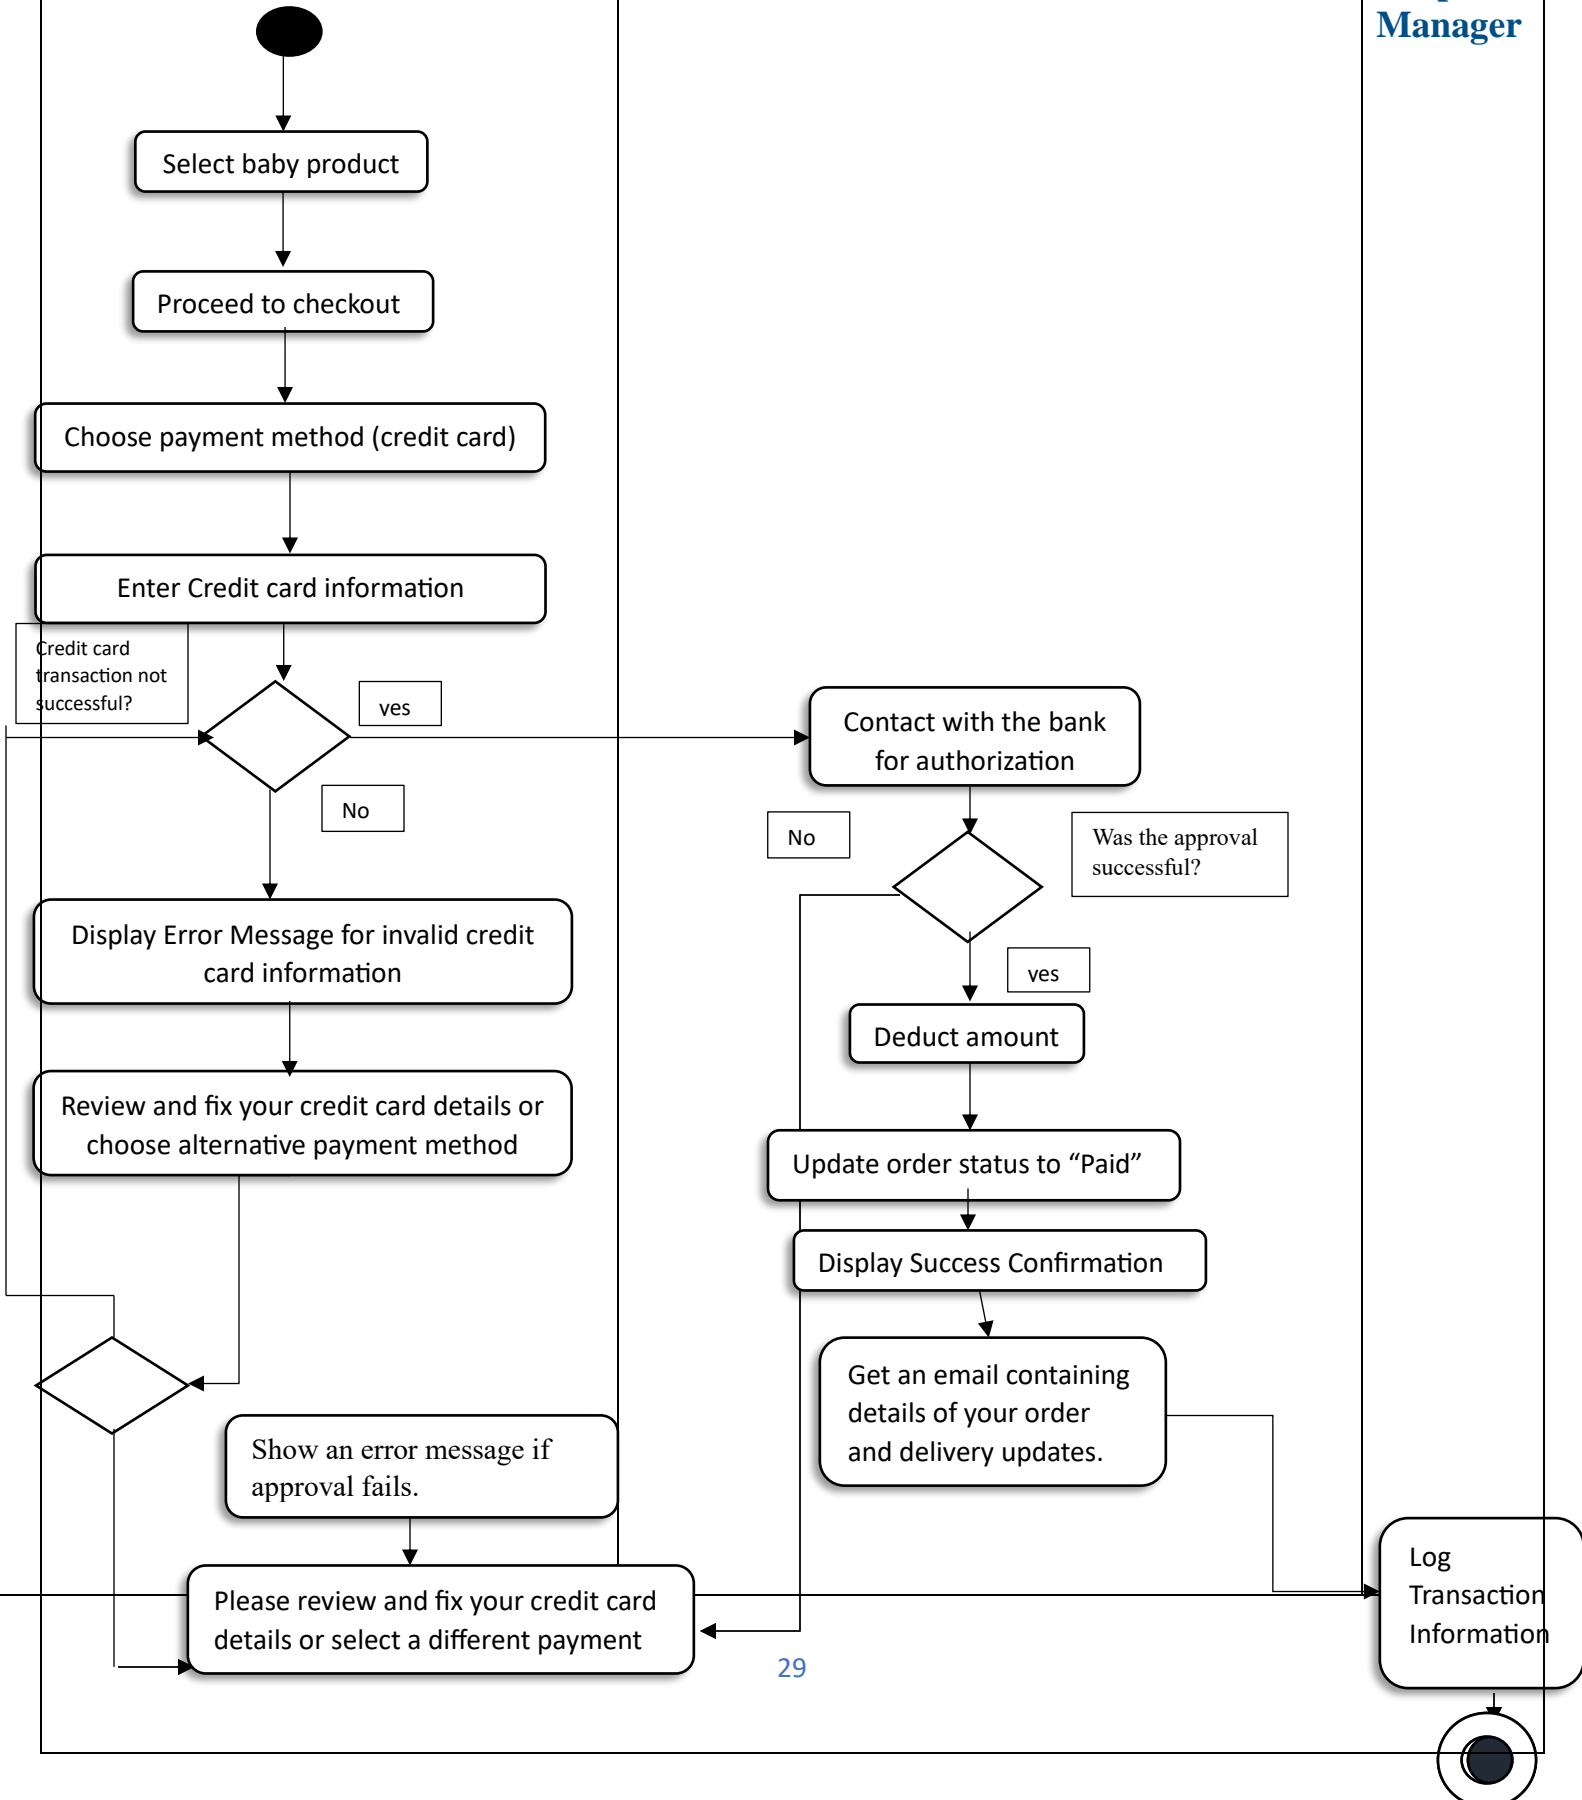 Manager
Select baby product
Proceed to checkout
Choose payment method (credit card)
Enter Credit card information
Credit card
transaction not
successful?
yes
No
Display Error Message for invalid credit
card information
Review and fix your credit card details or
choose alternative payment method
Show an error message if
approval fails.
Please review and fix your credit card
details or select a different payment
Contact with the bank
for authorization
No
Was the approval
successful?
yes
Deduct amount
Update order status to “Paid”
Display Success Confirmation
Get an email containing
details of your order
and delivery updates.
Log
Transaction
Information
29